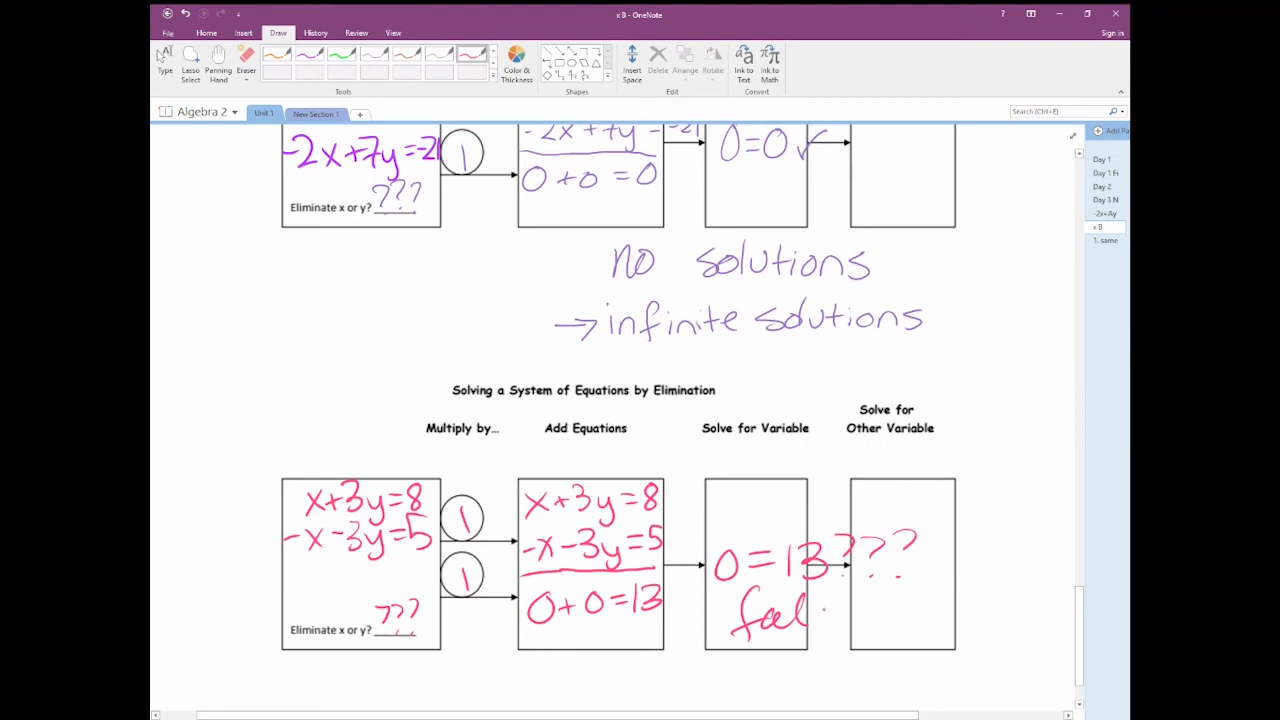 x B - OneNote
File Home Insert Draw History Review View
Sign in
Type
Lasso Select
Panning Hand
Eraser
Color & Thickness
Insert Space
Delete
Arrange
Rotate
Ink to Text
Ink to Math
Tools
Shapes
Edit
Convert
Algebra 2
Unit 1
New Section 1
Search (Ctrl+E)
Add Pa
Day 1
Day 1 Fi
Day 2
Day 3 N
-2x+Ay
x B
1. same
-2x+7y=-21
1
-2x+7y=-21
0+0=0
0=0✓
Eliminate x or y? ???
no solutions
→ infinite solutions
Solving a System of Equations by Elimination
Multiply by…
Add Equations
Solve for Variable
Solve for
Other Variable
x+3y=8
-x-3y=5
1
1
x+3y=8
-x-3y=5
0+0=13
0=13???
fal
Eliminate x or y? ???